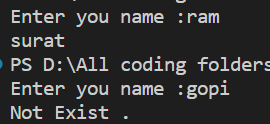 Enter you name :ram
surat
PS D:\All coding folders
Enter you name :gopi
Not Exist .